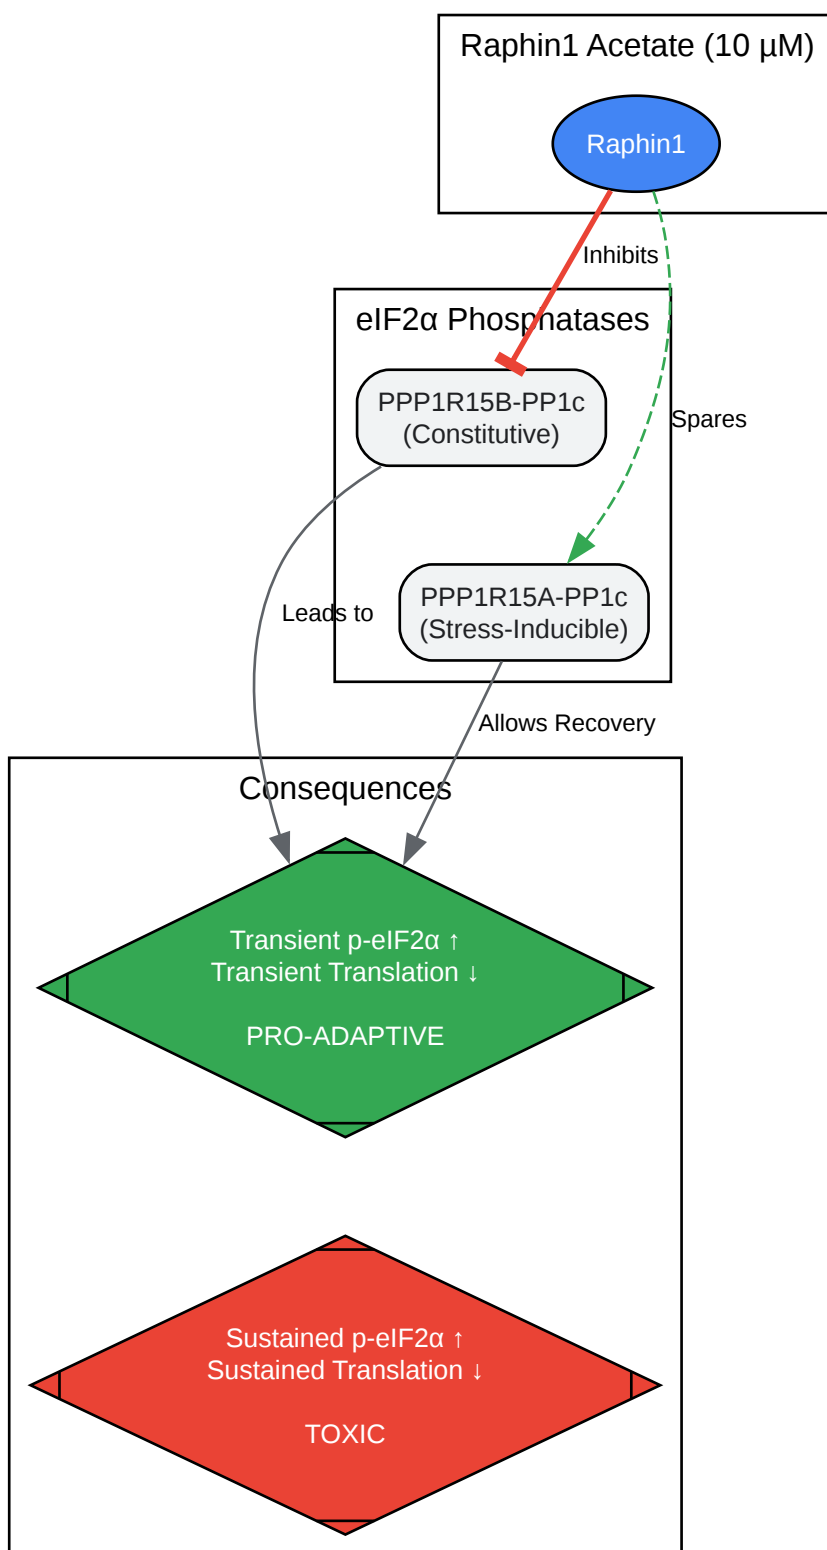 Raphin1 Acetate (10 µM)
Raphin1
Inhibits
eIF2α Phosphatases
PPP1R15B-PP1c
(Constitutive)
Spares
PPP1R15A-PP1c
(Stress-Inducible)
Leads to
Allows Recovery
Consequences
Transient p-eIF2α ↑
Transient Translation ↓
PRO-ADAPTIVE
Sustained p-eIF2α ↑
Sustained Translation ↓
TOXIC